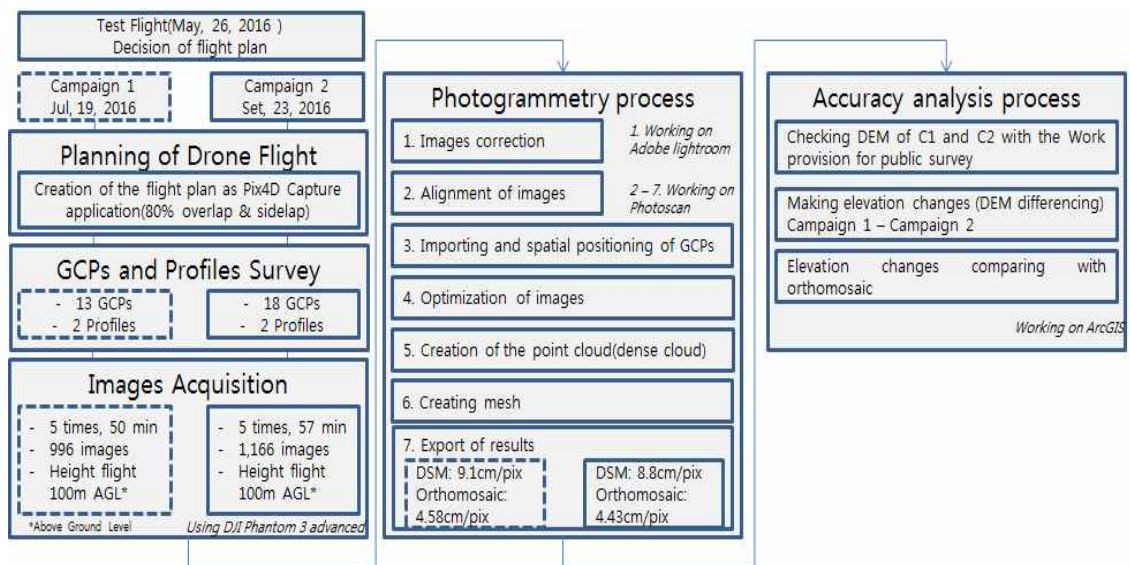 Test Flight(May, 26, 2016 )
Decision of flight plan
Campaign 1
Jul, 19, 2016
Campaign 2
Set, 23, 2016
Planning of Drone Flight
Creation of the flight plan as Pix4D Capture
application(80% overlap & sidelap)
GCPs and Profiles Survey
- 13 GCPs
- 2 Profiles
- 18 GCPs
- 2 Profiles
Images Acquisition
- 5 times, 50 min
- 996 images
- Height flight
100m AGL*
- 5 times, 57 min
- 1,166 images
- Height flight
100m AGL*
*Above Ground Level
Using DJI Phantom 3 advanced
Photogrammetry process
1. Images correction
1. Working on
Adobe lightroom
2. Alignment of images
2 – 7. Working on
Photoscan
3. Importing and spatial positioning of GCPs
4. Optimization of images
5. Creation of the point cloud(dense cloud)
6. Creating mesh
7. Export of results
DSM: 9.1cm/pix
Orthomosaic:
4.58cm/pix
DSM: 8.8cm/pix
Orthomosaic:
4.43cm/pix
Accuracy analysis process
Checking DEM of C1 and C2 with the Work
provision for public survey
Making elevation changes (DEM differencing)
Campaign 1 – Campaign 2
Elevation changes comparing with
orthomosaic
Working on ArcGIS